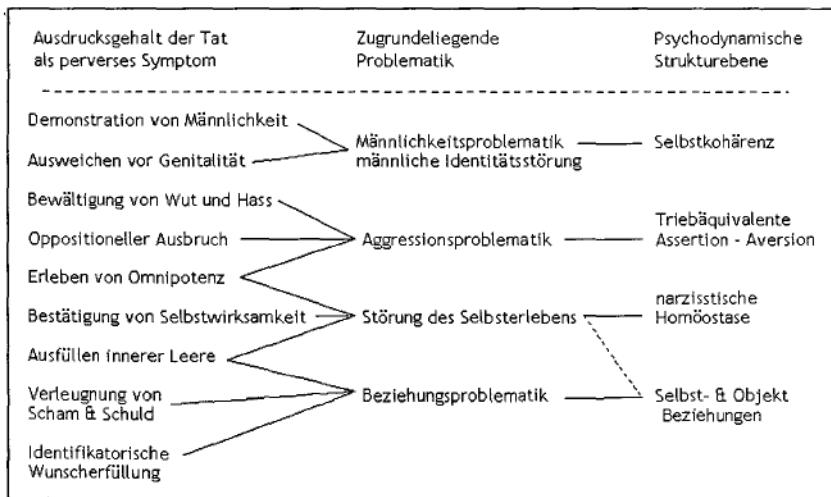 Ausdrucksgehalt der Tat
als perverses Symptom
Zugrundeliegende
Problematik
Psychodynamische
Strukturebene
Demonstration von Männlichkeit
Ausweichen vor Genitalität
Männlichkeitsproblematik
männliche Identitätsstörung
Selbstkohärenz
Bewältigung von Wut und Hass
Oppositioneller Ausbruch
Aggressionsproblematik
Triebäquivalente
Assertion - Aversion
Erleben von Omnipotenz
Bestätigung von Selbstwirksamkeit
Störung des Selbsterlebens
narzisstische
Homöostase
Ausfüllen innerer Leere
Verleugnung von
Scham & Schuld
Beziehungsproblematik
Selbst- & Objekt
Beziehungen
Identifikatorische
Wunscherfüllung